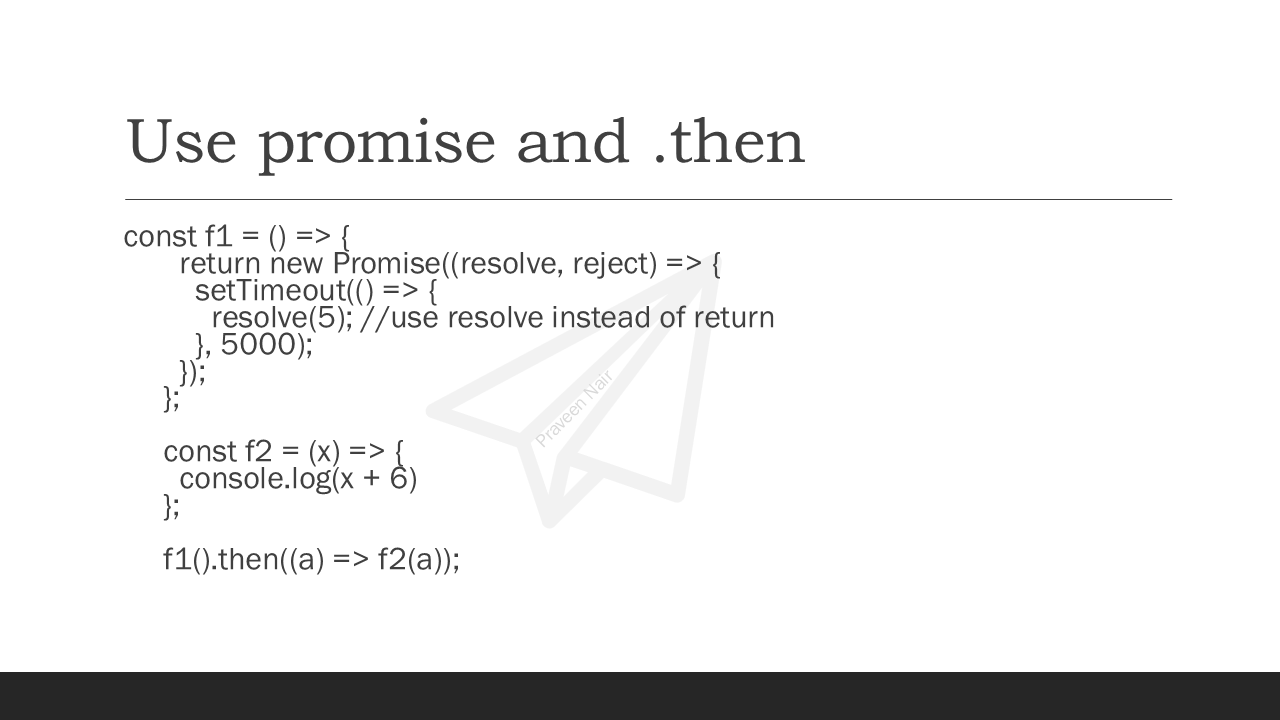 Use promise and .then
const f1 = () => {
return new Promise((resolve, reject) => {
setTimeout(() => {
resolve(5); //use resolve instead of return
}, 5000);
});
};
const f2 = (x) => {
console.log(x + 6)
};
f1().then((a) => f2(a));
Praveen Nair